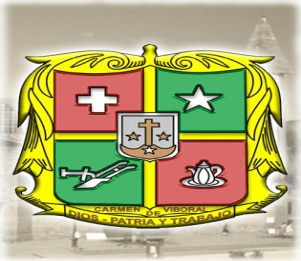 CARMEN DE VIBORAL
DIOS - PATRIA Y TRABAJO